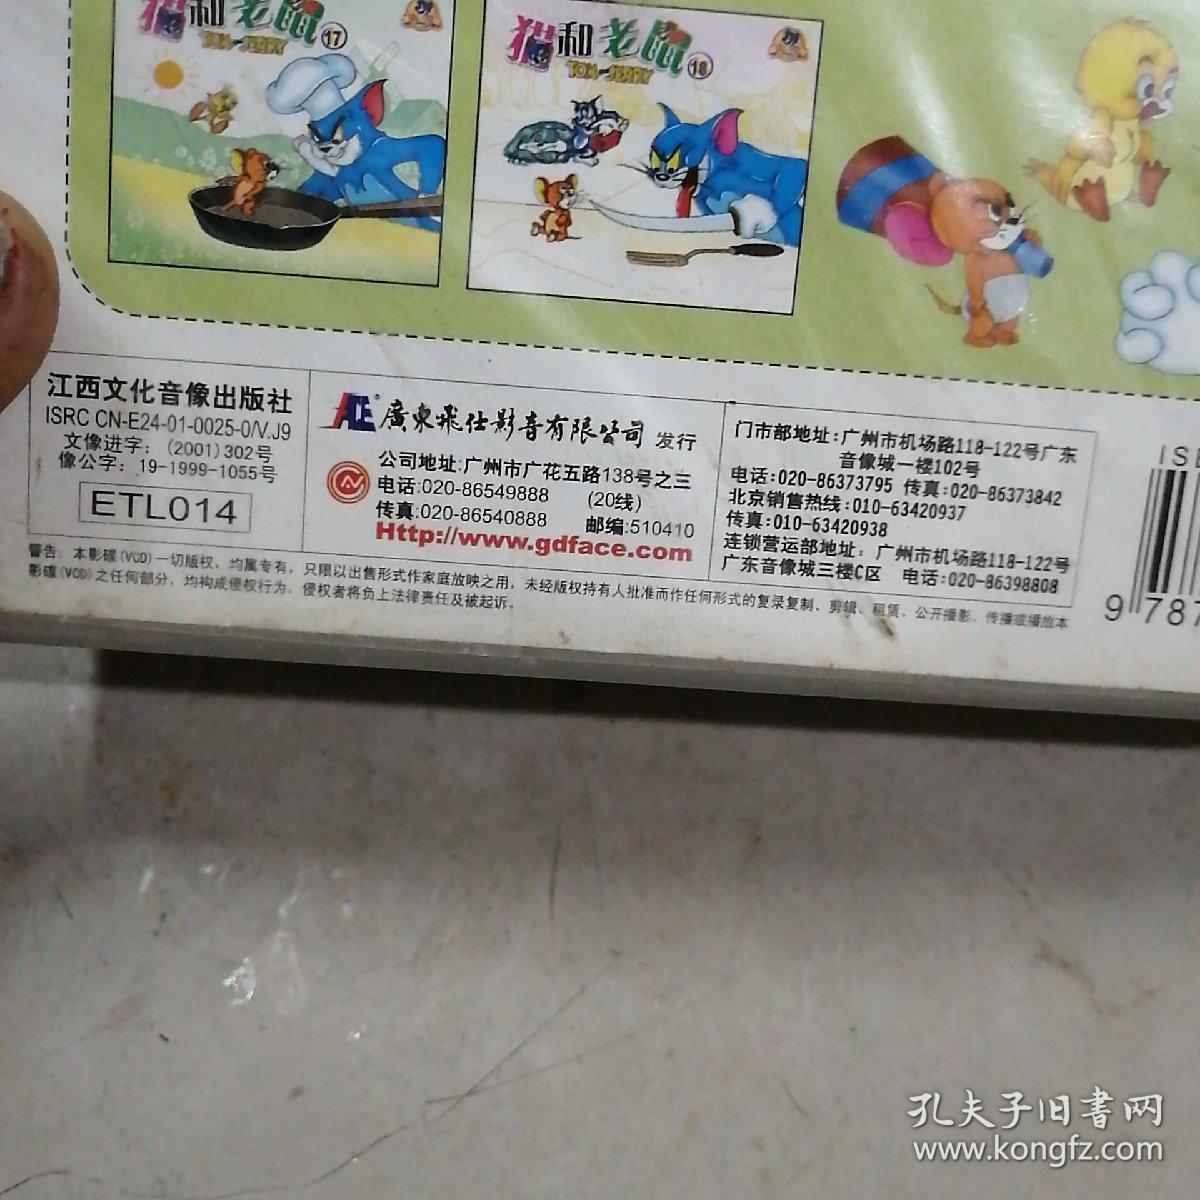 猫和老鼠
TOM-JERRY
17
猫和老鼠
TOM-JERRY
18
江西文化音像出版社
ISRC CN-E24-01-0025-0/V.J9
文像进字：(2001)302号
像公字：19-1999-1055号
ETL014
ACE 廣東飛仕影音有限公司 发行
公司地址:广州市广花五路138号之三
电话:020-86549888 (20线)
传真:020-86540888 邮编:510410
Http://www.gdface.com
门市部地址:广州市机场路118-122号广东
音像城一楼102号
电话:020-86373795 传真:020-86373842
北京销售热线:010-63420937
传真:010-63420938
连锁营运部地址：广州市机场路118-122号
广东音像城三楼C区 电话:020-86398808
警告：本影碟(VCD)一切版权，均属专有，只限以出售形式作家庭放映之用，未经版权持有人批准而作任何形式的复录复制、剪辑、租赁、公开播影、传播或播放本
影碟(VCD)之任何部分，均构成侵权行为，侵权者将负上法律责任及被起诉。
ISB
9 787
孔夫子旧書网
www.kongfz.com